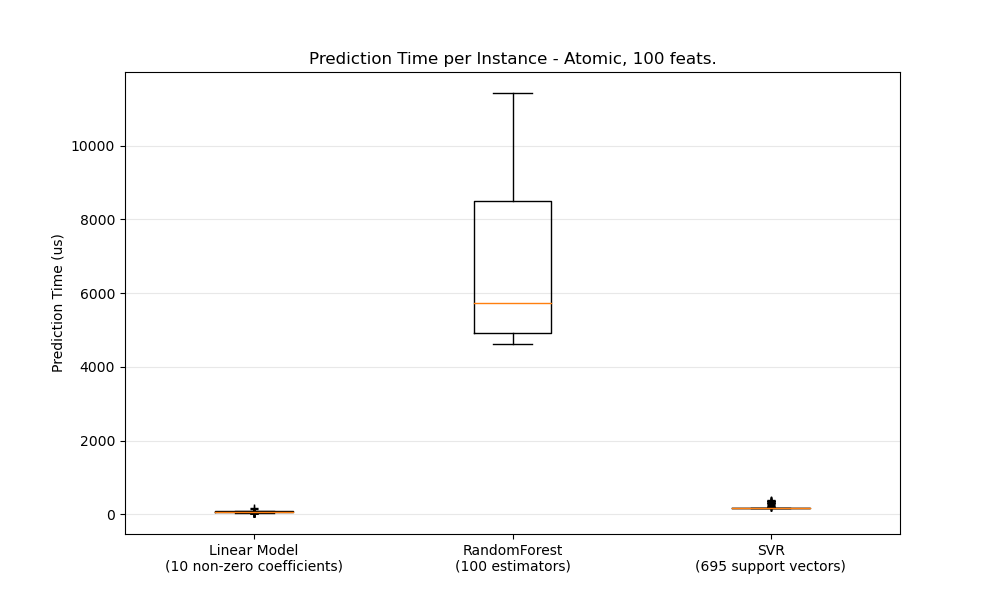 Prediction Time per Instance - Atomic, 100 feats.
Prediction Time (us)
10000
8000
6000
4000
2000
0
Linear Model
(10 non-zero coefficients)
RandomForest
(100 estimators)
SVR
(695 support vectors)